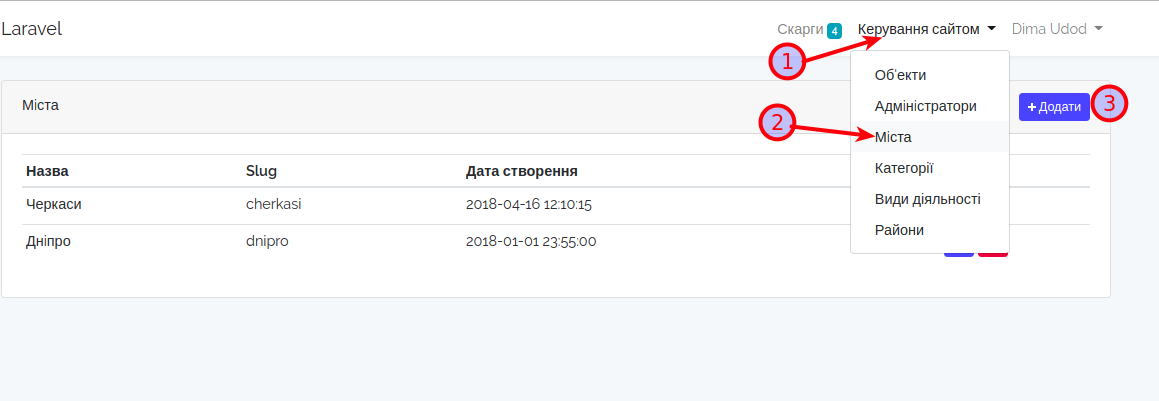 Laravel Скарги 4 Керування сайтом Dima Udod
1
Об'єкти
Міста Адміністратори + Додати 3
2
Міста
Категорії
Назва Slug Дата створення
Види діяльності
Черкаси cherkasi 2018-04-16 12:10:15
Райони
Дніпро dnipro 2018-01-01 23:55:00